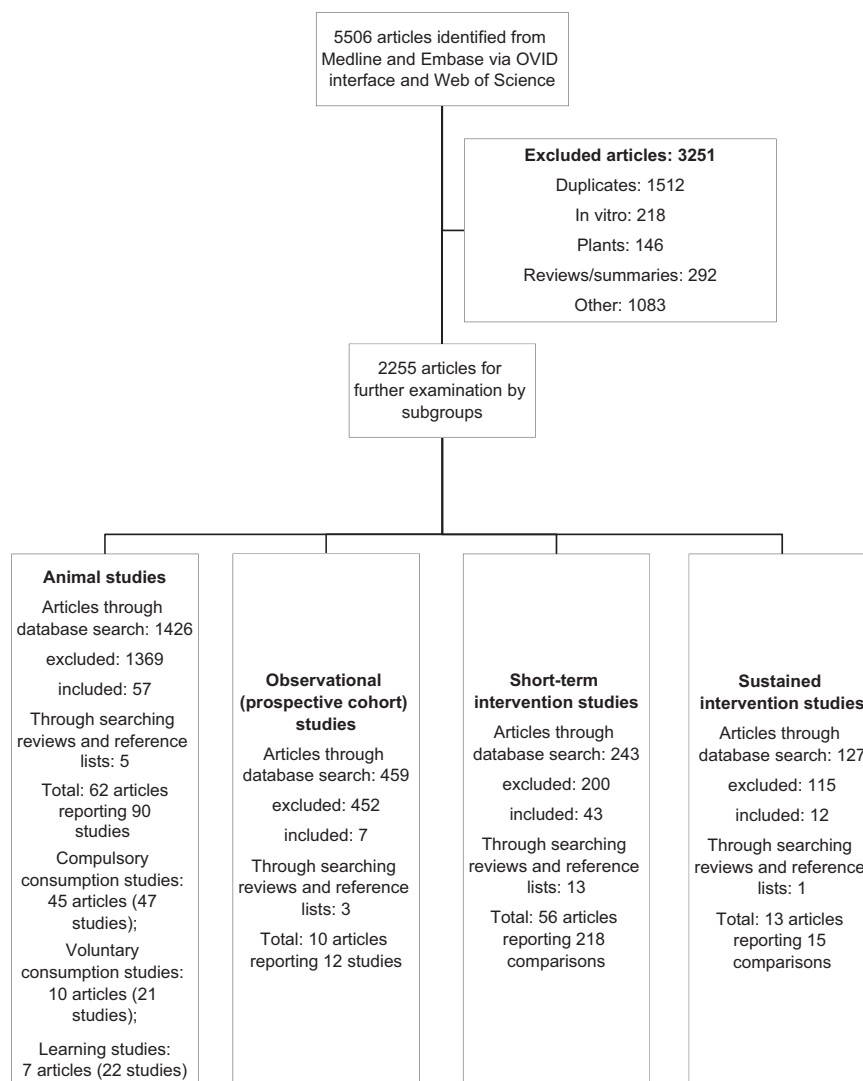 5506 articles identified from
Medline and Embase via OVID
interface and Web of Science
Excluded articles: 3251
Duplicates: 1512
In vitro: 218
Plants: 146
Reviews/summaries: 292
Other: 1083
2255 articles for
further examination by
subgroups
Animal studies
Articles through
database search: 1426
excluded: 1369
included: 57
Through searching
reviews and reference
lists: 5
Total: 62 articles
reporting 90
studies
Compulsory
consumption studies:
45 articles (47
studies);
Voluntary
consumption studies:
10 articles (21
studies);
Learning studies:
7 articles (22 studies)
Observational
(prospective cohort)
studies
Articles through
database search: 459
excluded: 452
included: 7
Through searching
reviews and reference
lists: 3
Total: 10 articles
reporting 12 studies
Short-term
intervention studies
Articles through
database search: 243
excluded: 200
included: 43
Through searching
reviews and reference
lists: 13
Total: 56 articles
reporting 218
comparisons
Sustained
intervention studies
Articles through
database search: 127
excluded: 115
included: 12
Through searching
reviews and reference
lists: 1
Total: 13 articles
reporting 15
comparisons